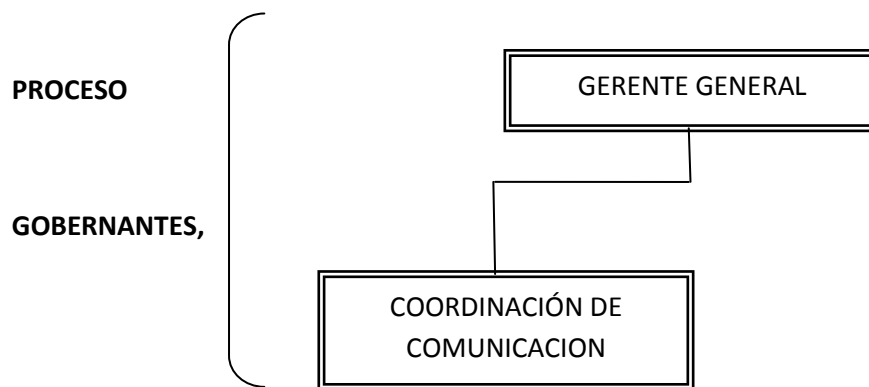 PROCESO
GERENTE GENERAL
GOBERNANTES,
COORDINACIÓN DE
COMUNICACION